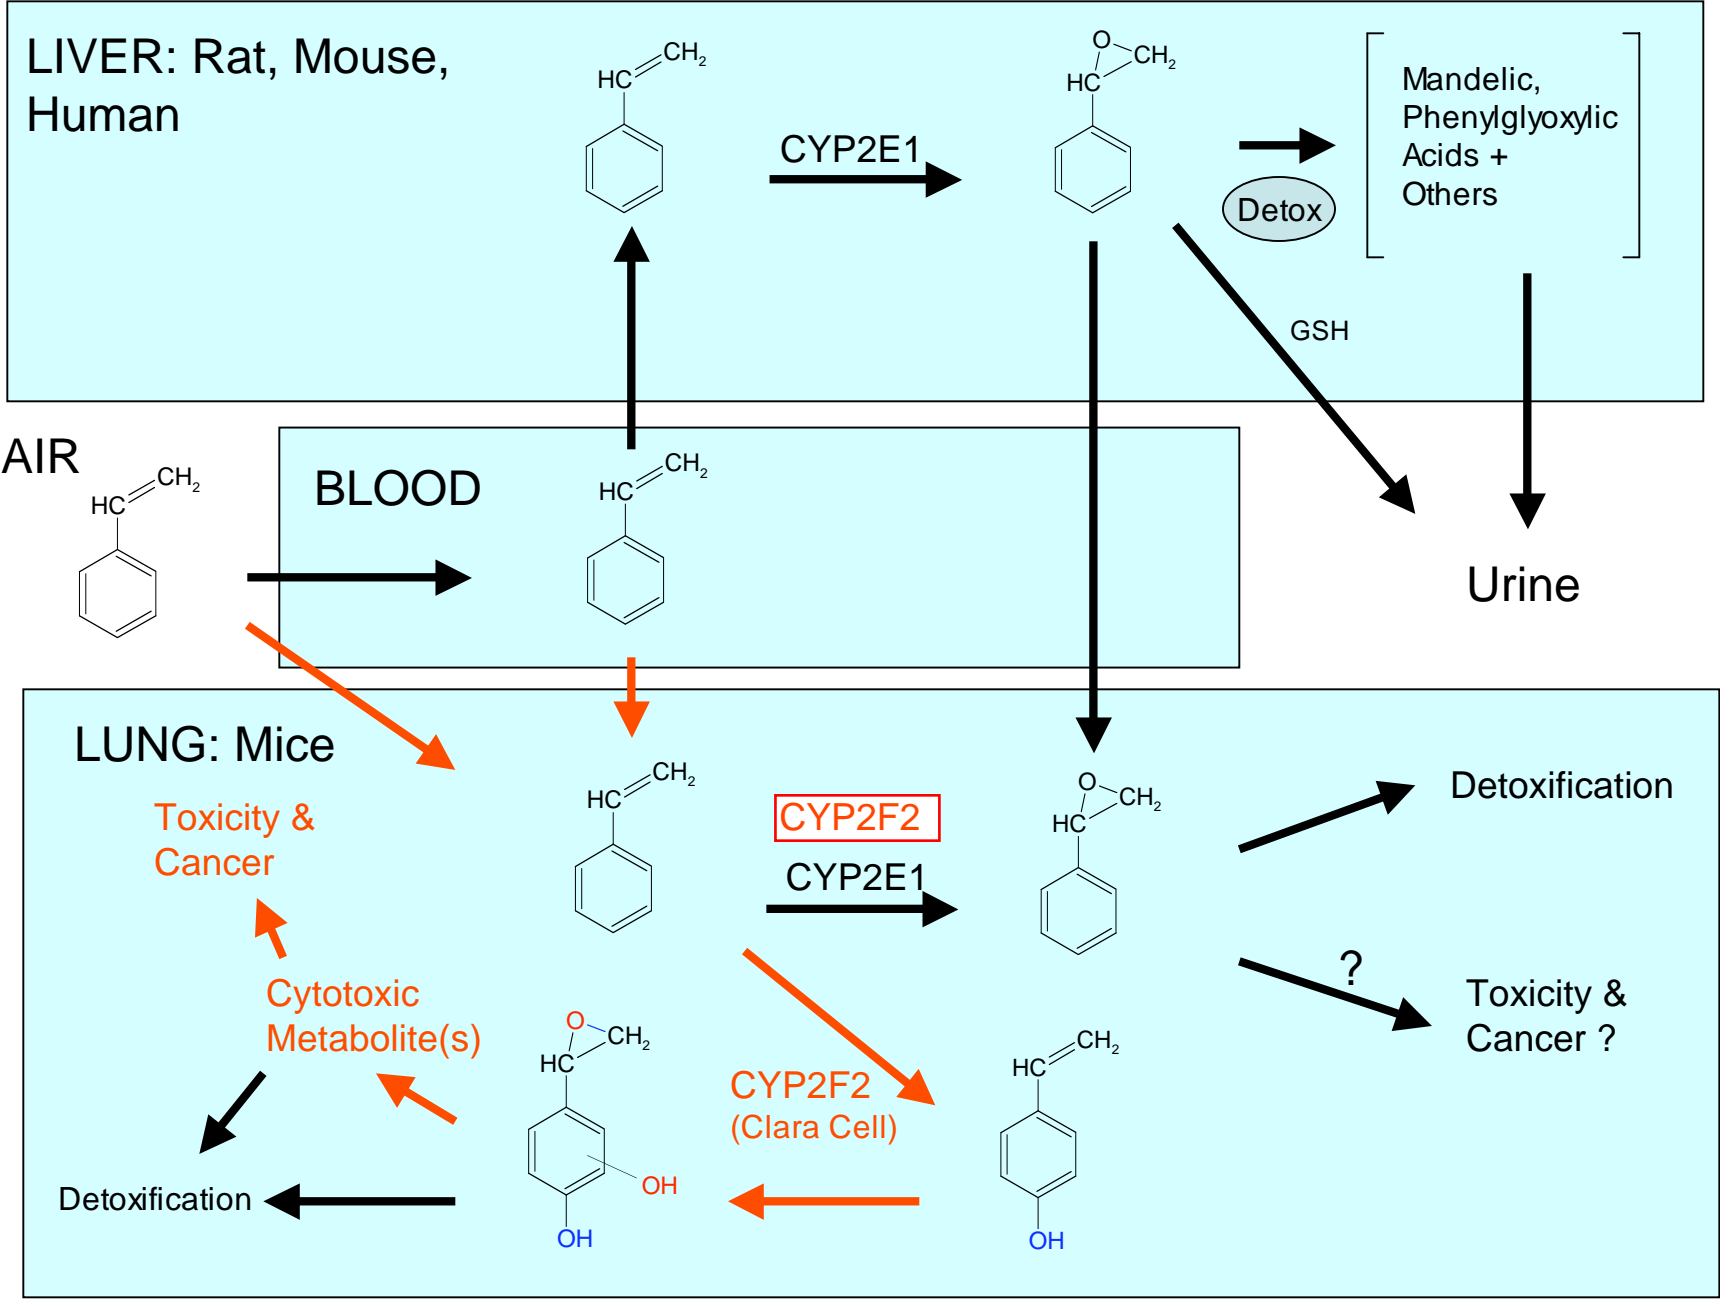 LIVER: Rat, Mouse,
Human
HC
CH2
CYP2E1
O
HC
CH2
Detox
Mandelic,
Phenylglyoxylic
Acids +
Others
GSH
AIR
HC
CH2
BLOOD
HC
CH2
Urine
LUNG: Mice
Toxicity &
Cancer
HC
CH2
CYP2F2
CYP2E1
O
HC
CH2
Detoxification
?
Toxicity &
Cancer ?
Cytotoxic
Metabolite(s)
O
HC
CH2
OH
OH
CYP2F2
(Clara Cell)
HC
CH2
OH
Detoxification